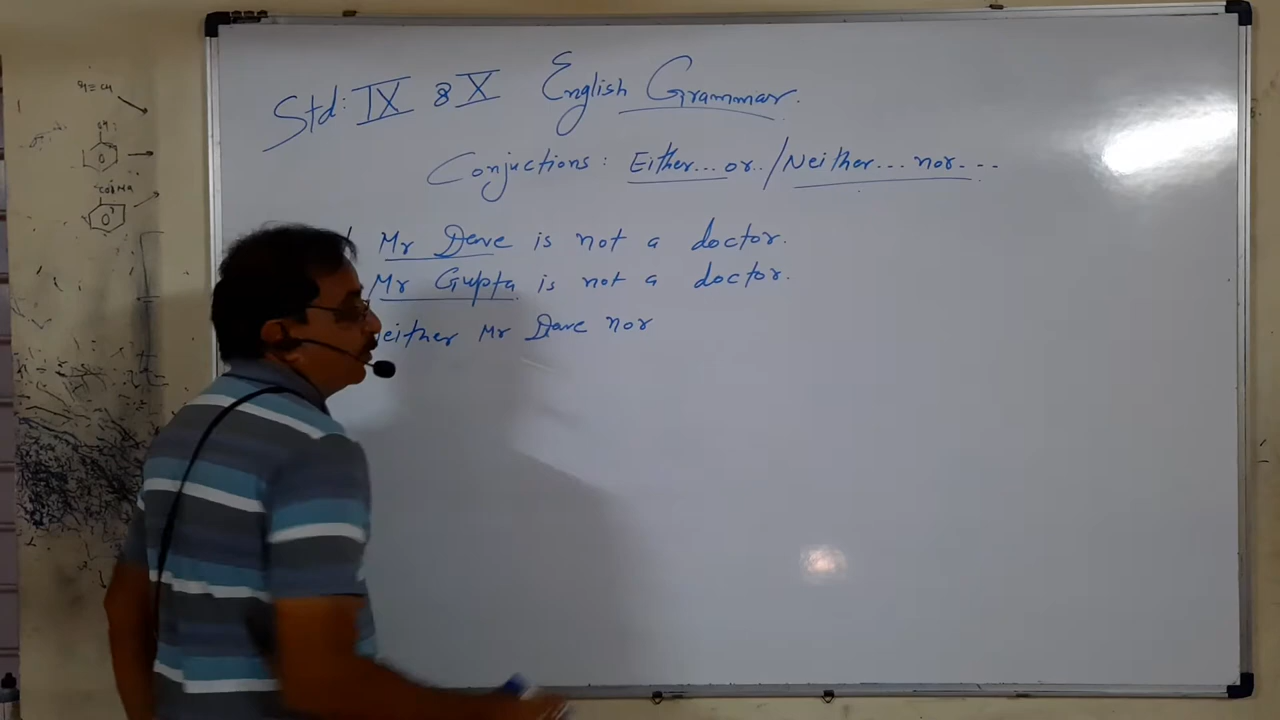 Std: IX & X English Grammar.
Conjuctions: Either... or../Neither... nor...-
Mr Dave is not a doctor.
Mr Gupta is not a doctor.
either Mr Dave nor